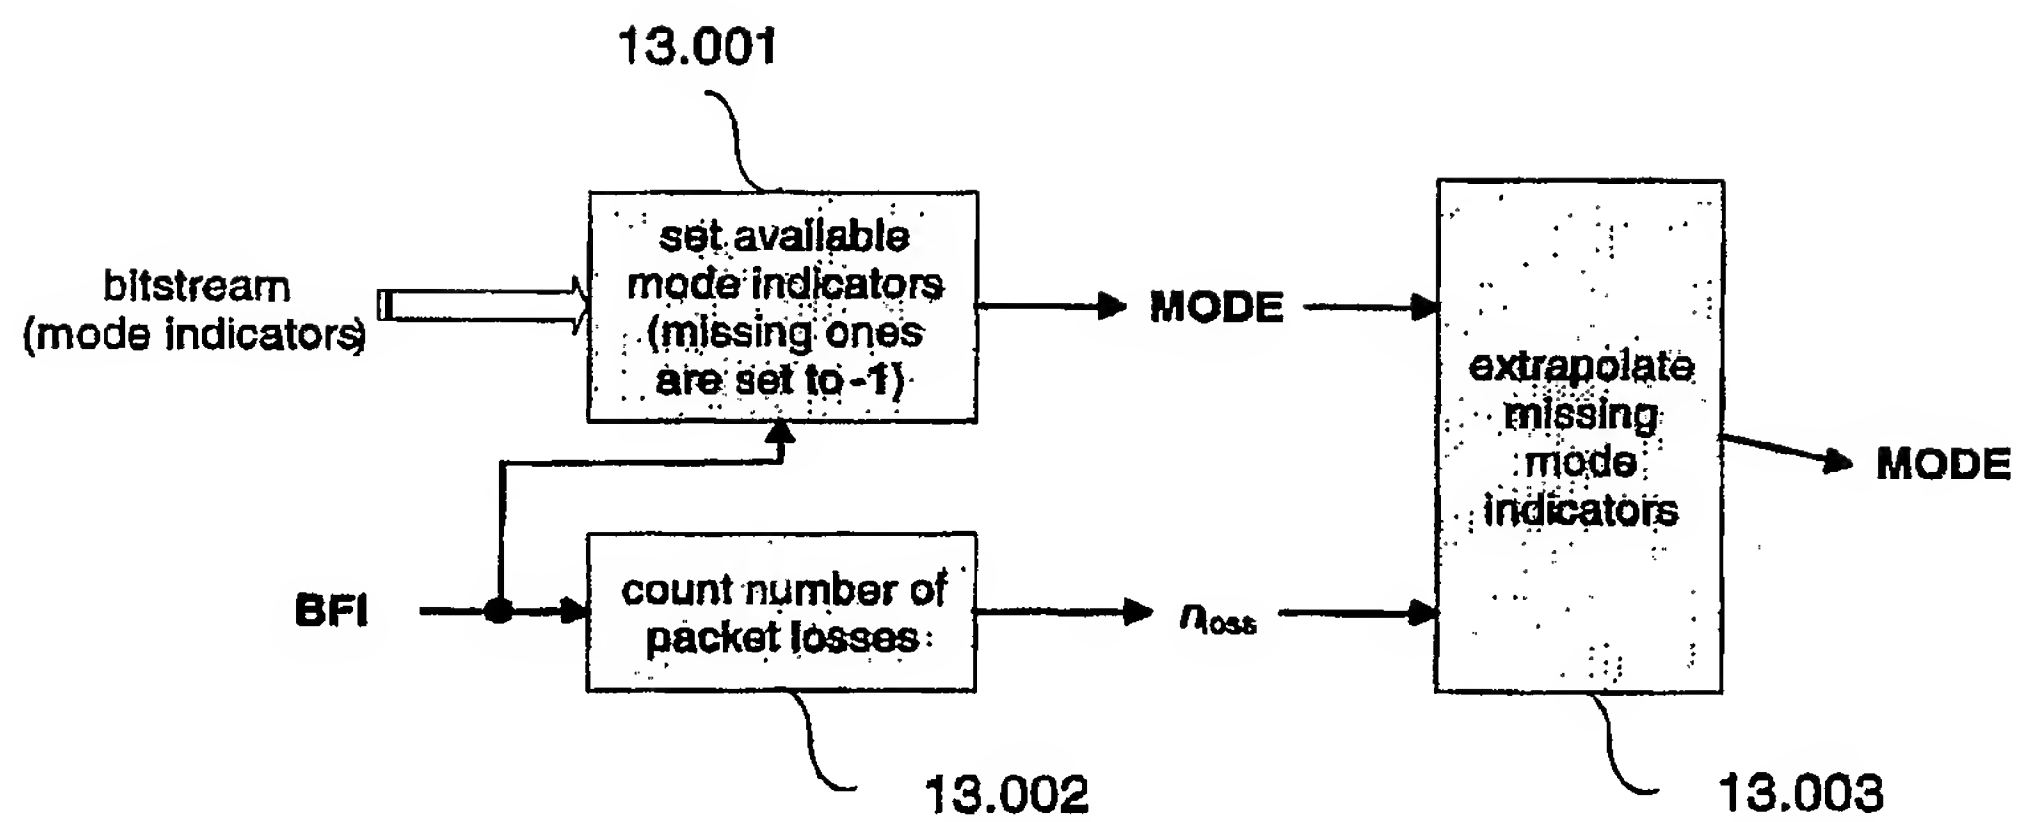 13.001
set available
mode indicators
(missing ones
are set to -1)
bitstream
(mode indicators)
MODE
extrapolate
missing
mode
indicators
MODE
BFI
count number of
packet losses
nloss
13.002
13.003